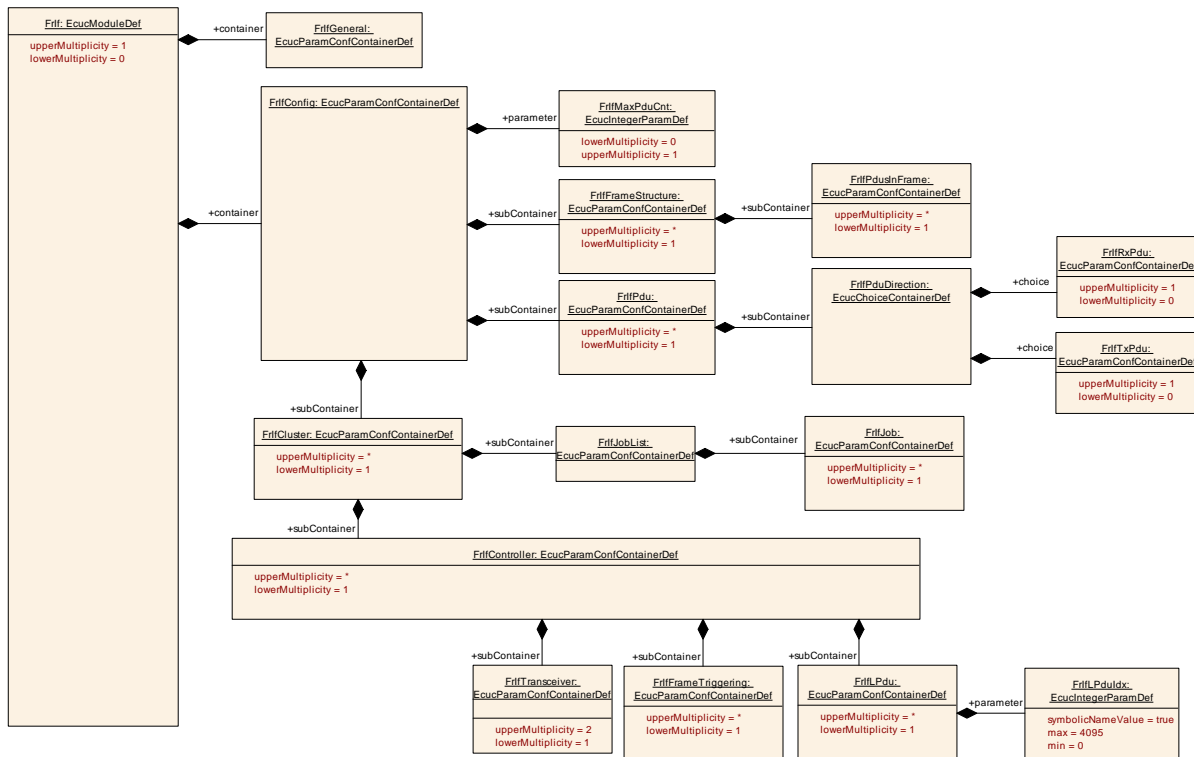 FrIf: EcucModuleDef
upperMultiplicity = 1
lowerMultiplicity = 0
+container
FrIfGeneral:
EcucParamConfContainerDef
+container
FrIfConfig: EcucParamConfContainerDef
+parameter
FrIfMaxPduCnt:
EcucIntegerParamDef
lowerMultiplicity = 0
upperMultiplicity = 1
+subContainer
FrIfFrameStructure:
EcucParamConfContainerDef
upperMultiplicity = *
lowerMultiplicity = 1
+subContainer
FrIfPdusInFrame:
EcucParamConfContainerDef
upperMultiplicity = *
lowerMultiplicity = 1
+subContainer
FrIfPdu:
EcucParamConfContainerDef
upperMultiplicity = *
lowerMultiplicity = 1
+subContainer
FrIfPduDirection:
EcucChoiceContainerDef
+choice
FrIfRxPdu:
EcucParamConfContainerDef
upperMultiplicity = 1
lowerMultiplicity = 0
+choice
FrIfTxPdu:
EcucParamConfContainerDef
upperMultiplicity = 1
lowerMultiplicity = 0
+subContainer
FrIfCluster: EcucParamConfContainerDef
upperMultiplicity = *
lowerMultiplicity = 1
+subContainer
FrIfJobList:
EcucParamConfContainerDef
+subContainer
FrIfJob:
EcucParamConfContainerDef
upperMultiplicity = *
lowerMultiplicity = 1
+subContainer
FrIfController: EcucParamConfContainerDef
upperMultiplicity = *
lowerMultiplicity = 1
+subContainer
FrIfTransceiver:
EcucParamConfContainerDef
upperMultiplicity = 2
lowerMultiplicity = 1
+subContainer
FrIfFrameTriggering:
EcucParamConfContainerDef
upperMultiplicity = *
lowerMultiplicity = 1
+subContainer
FrIfLPdu:
EcucParamConfContainerDef
upperMultiplicity = *
lowerMultiplicity = 1
+parameter
FrIfLPduIdx:
EcucIntegerParamDef
symbolicNameValue = true
max = 4095
min = 0